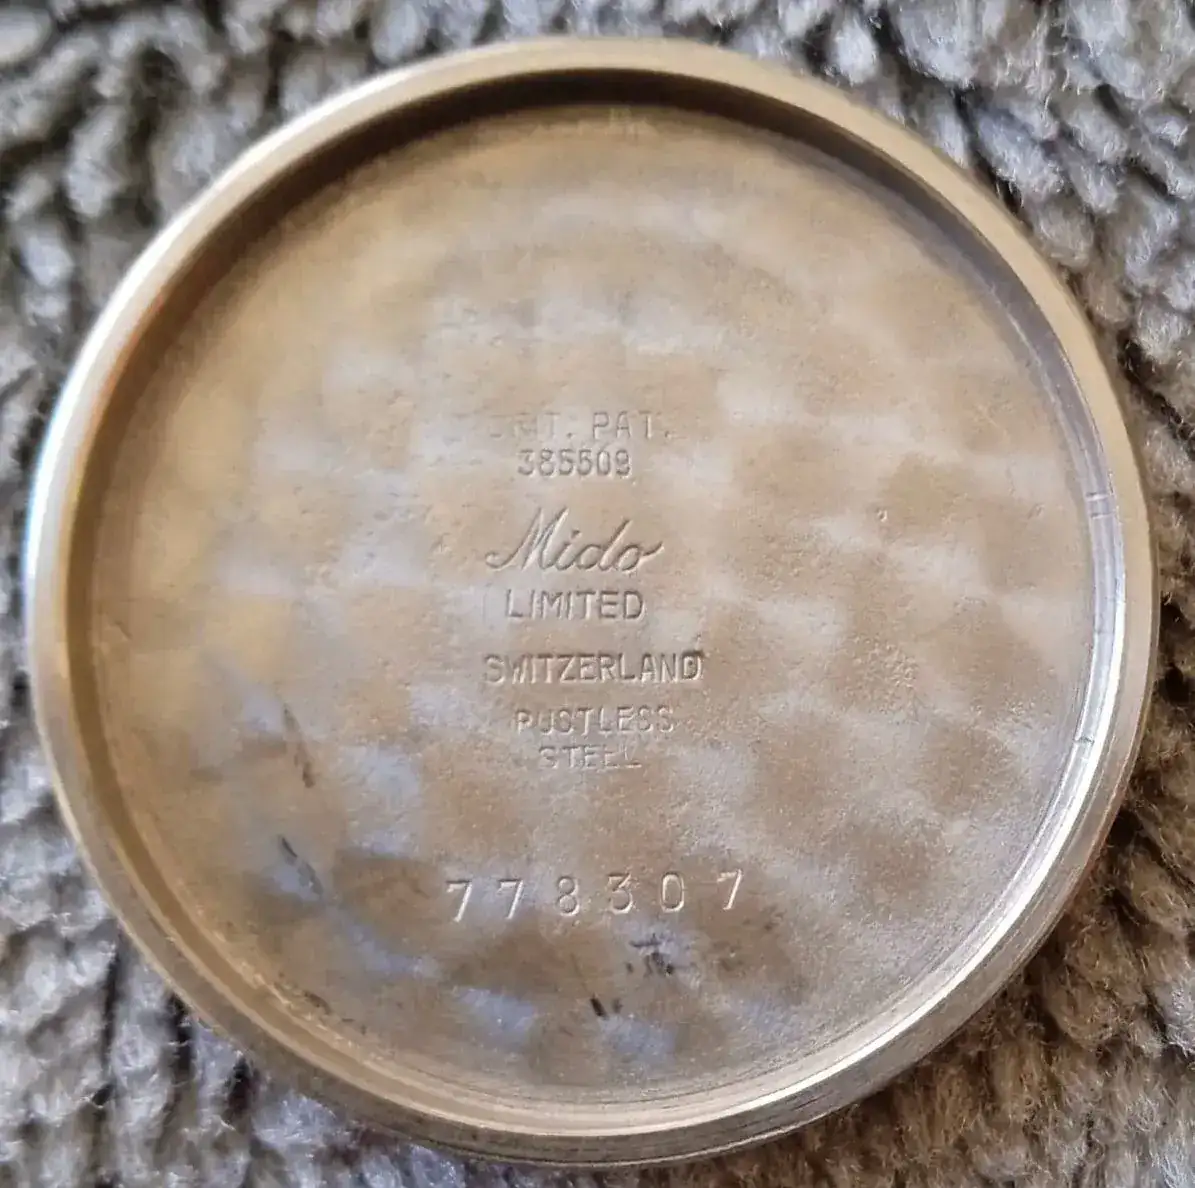 BRIT. PAT.
385509
Mido
LIMITED
SWITZERLAND
RUSTLESS
STEEL
778307